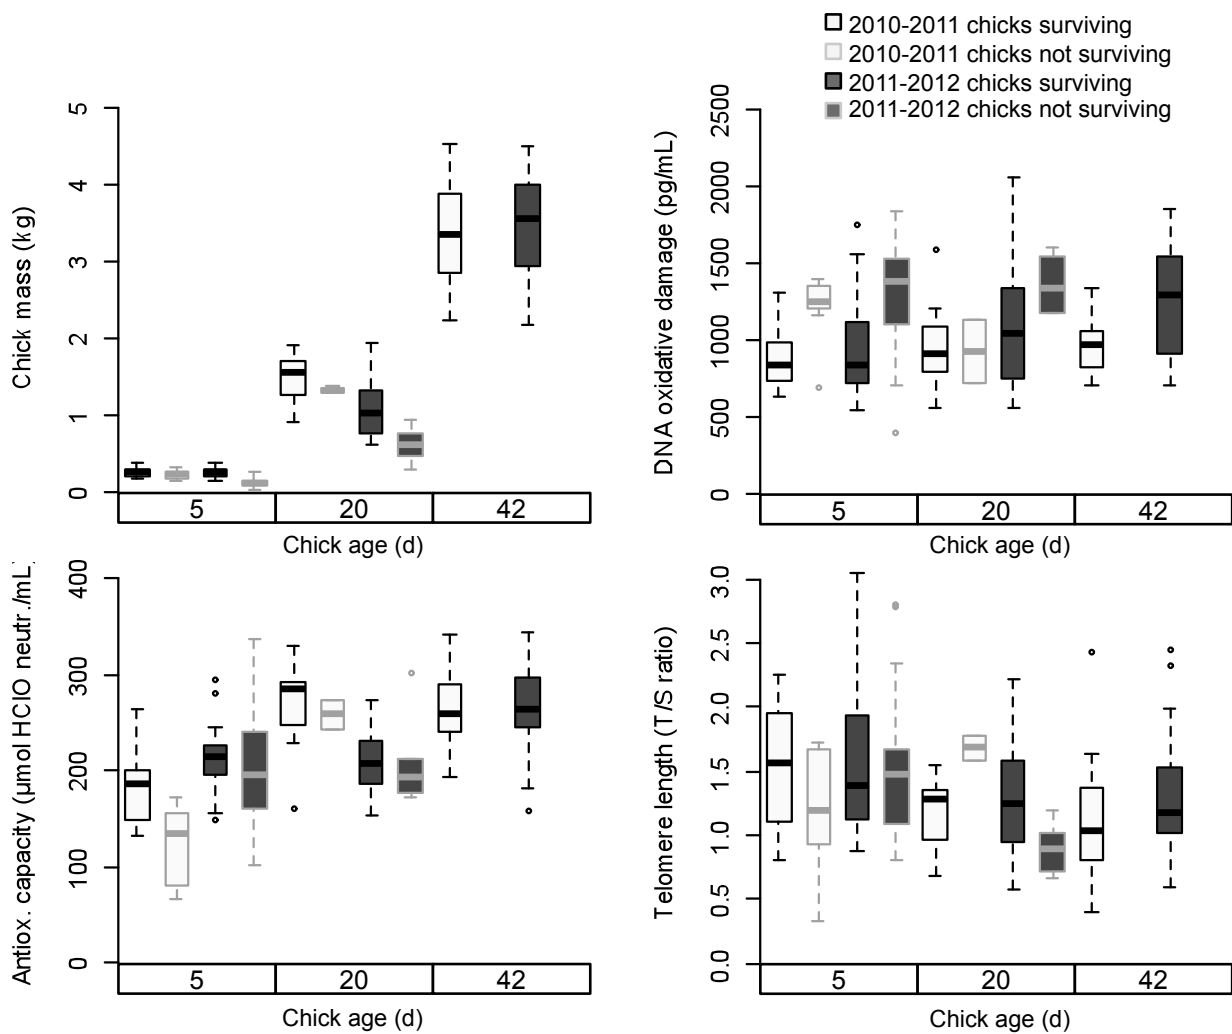 2010-2011 chicks surviving
2010-2011 chicks not surviving
2011-2012 chicks surviving
2011-2012 chicks not surviving
Chick mass (kg)
5
4
3
2
1
0
5 20 42
Chick age (d)
DNA oxidative damage (pg/mL)
2500
2000
1500
1000
500
0
5 20 42
Chick age (d)
Antiox. capacity (µmol HClO neutr./mL
400
300
200
100
0
5 20 42
Chick age (d)
Telomere length (T/S ratio)
3.0
2.5
2.0
1.5
1.0
0.5
0.0
5 20 42
Chick age (d)